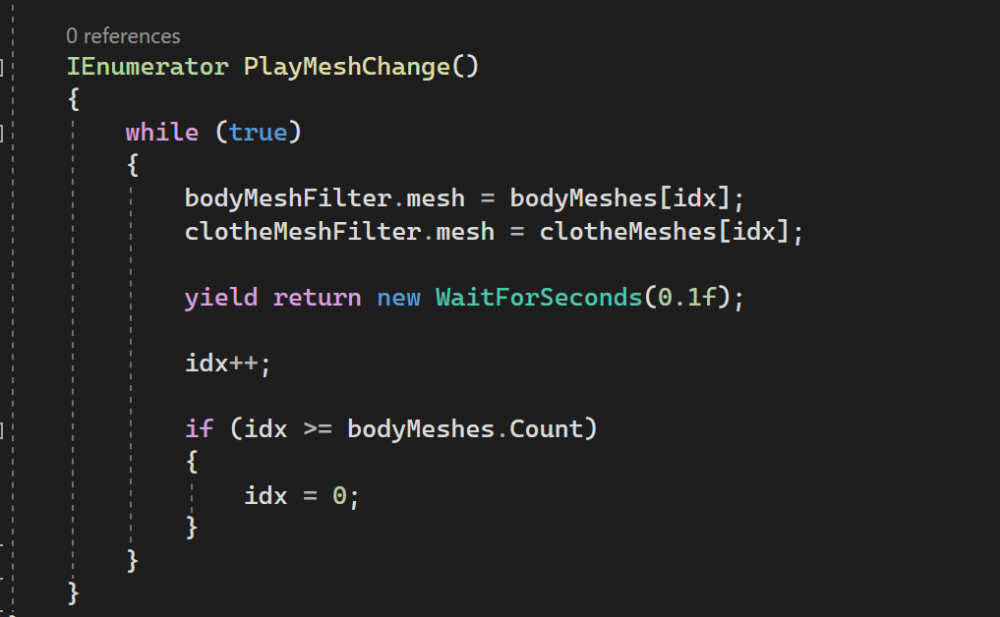 0 references
IEnumerator PlayMeshChange()
{
while (true)
{
bodyMeshFilter.mesh = bodyMeshes[idx];
clotheMeshFilter.mesh = clotheMeshes[idx];
yield return new WaitForSeconds(0.1f);
idx++;
if (idx >= bodyMeshes.Count)
{
idx = 0;
}
}
}